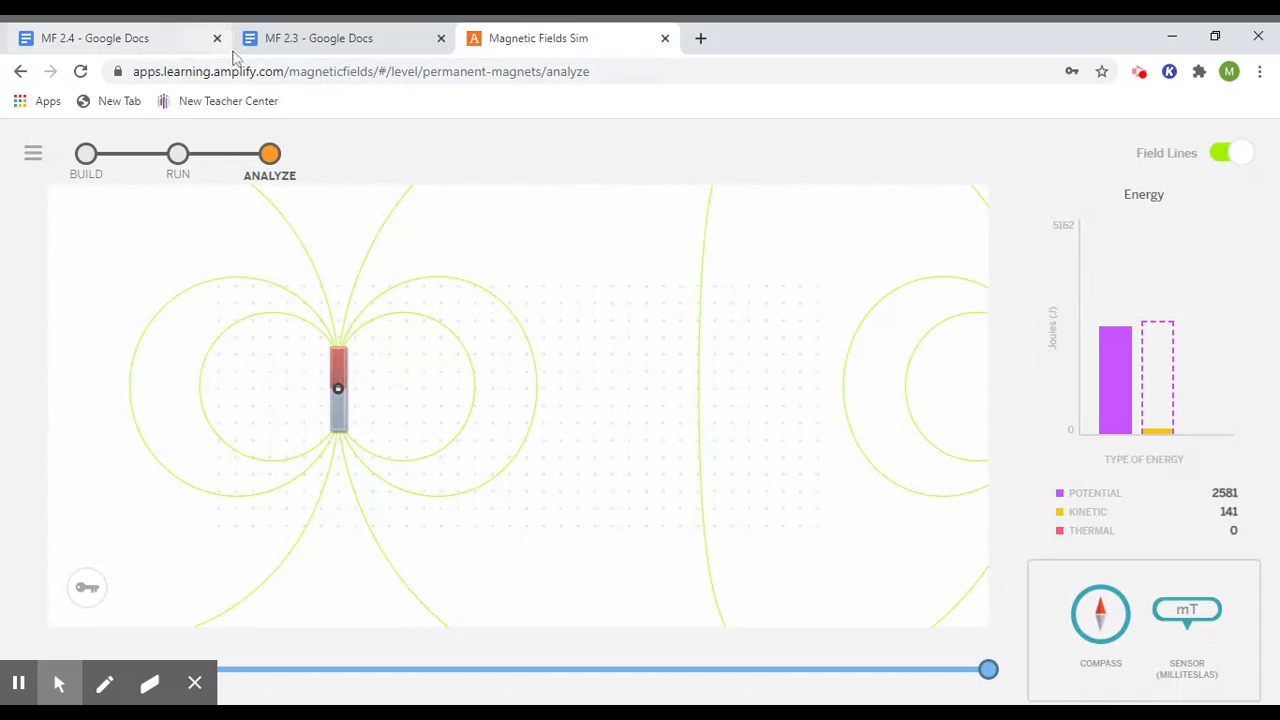 MF 2.4 - Google Docs
MF 2.3 - Google Docs
Magnetic Fields Sim
apps.learning.amplify.com/magneticfields/#/level/permanent-magnets/analyze
K
M
Apps
New Tab
New Teacher Center
BUILD
RUN
ANALYZE
Field Lines
Energy
5162
Joules (J)
0
TYPE OF ENERGY
POTENTIAL 2581
KINETIC 141
THERMAL 0
mT
COMPASS
SENSOR
(MILLITESLAS)